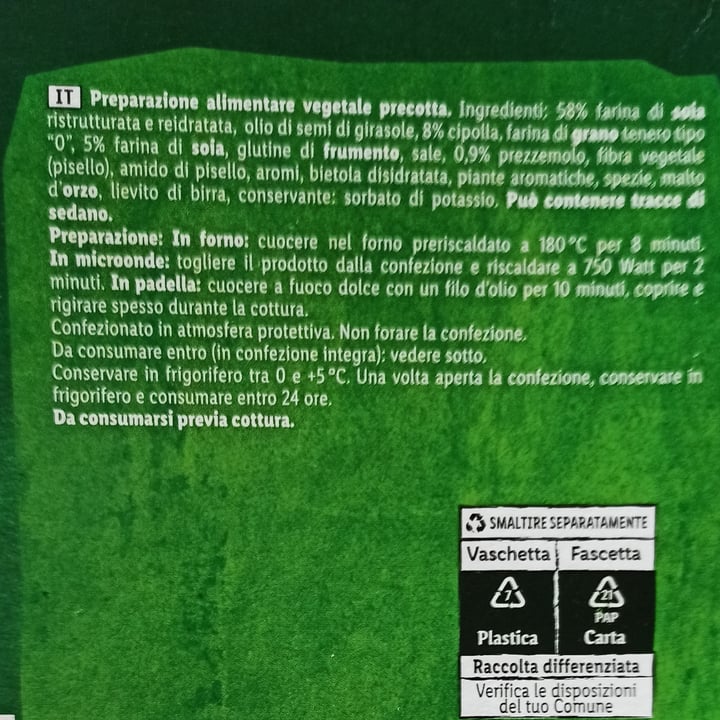 IT Preparazione alimentare vegetale precotta. Ingredienti: 58% farina di soia
ristrutturata e reidratata, olio di semi di girasole, 8% cipolla, farina di grano tenero tipo
“0”, 5% farina di soia, glutine di frumento, sale, 0,9% prezzemolo, fibra vegetale
(pisello), amido di pisello, aromi, bietola disidratata, piante aromatiche, spezie, malto
d'orzo, lievito di birra, conservante: sorbato di potassio. Può contenere tracce di
sedano.
Preparazione: In forno: cuocere nel forno preriscaldato a 180°C per 8 minuti.
In microonde: togliere il prodotto dalla confezione e riscaldare a 750 Watt per 2
minuti. In padella: cuocere a fuoco dolce con un filo d'olio per 10 minuti, coprire e
rigirare spesso durante la cottura.
Confezionato in atmosfera protettiva. Non forare la confezione.
Da consumare entro (in confezione integra): vedere sotto.
Conservare in frigorifero tra 0 e +5°C. Una volta aperta la confezione, conservare in
frigorifero e consumare entro 24 ore.
Da consumarsi previa cottura.
SMALTIRE SEPARATAMENTE
Vaschetta Fascetta
7 21
PAP
Plastica Carta
Raccolta differenziata
Verifica le disposizioni
del tuo Comune